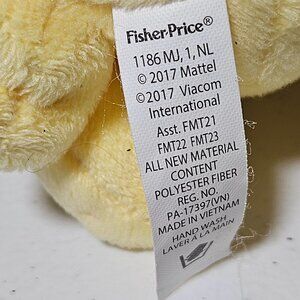 Fisher-Price®
1186 MJ, 1, NL
© 2017 Mattel
©2017 Viacom
International
Asst. FMT21
FMT22 FMT23
ALL NEW MATERIAL
CONTENT
POLYESTER FIBER
REG. NO.
PA-17397(VN)
MADE IN VIETNAM
HAND WASH
LAVER À LA MAIN